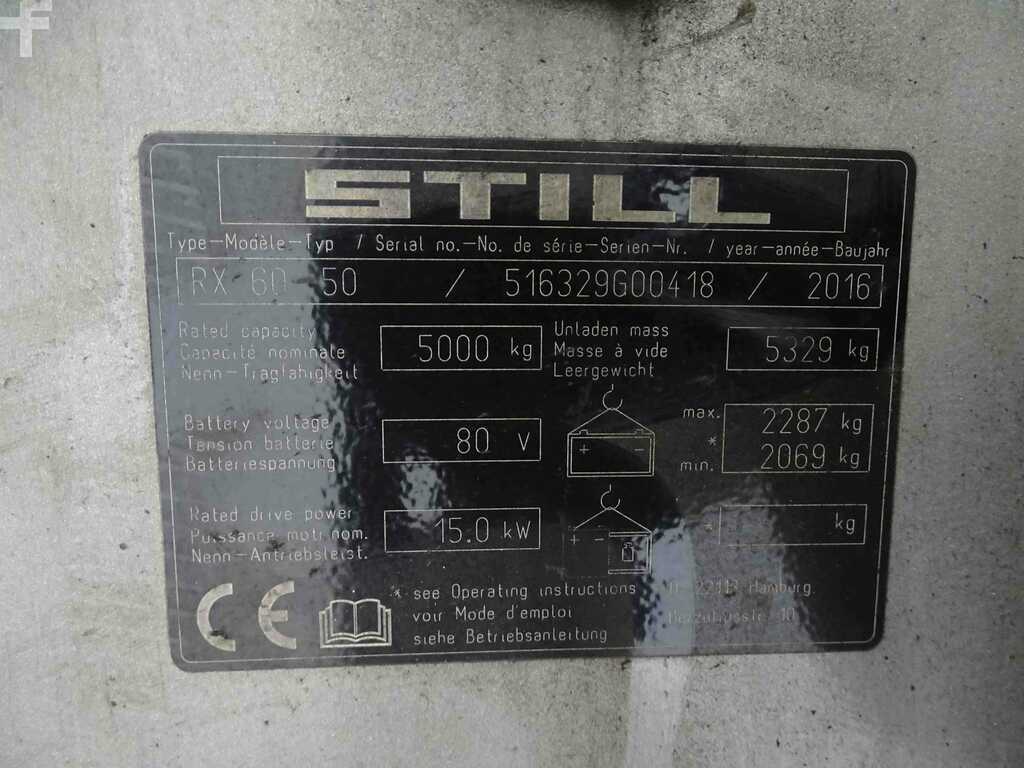 STILL
Type-Modèle-Typ / Serial no.-No. de série-Serien-Nr. / year-année-Baujahr
RX 60 50 / 516329G00418 / 2016
Rated capacity
Capacité nominale
Nenn-Tragfähigkeit
5000 kg
Unladen mass
Masse à vide
Leergewicht
5329 kg
Battery voltage
Tension batterie
Batteriespannung
80 V
+ -
max.
*
min.
2287 kg
2069 kg
Rated drive power
Puissance motr.nom.
Nenn-Antriebsleist.
15.0 kW
+ -
* kg
CE
* see Operating instructions
voir Mode d'emploi
siehe Betriebsanleitung
22113 Hamburg